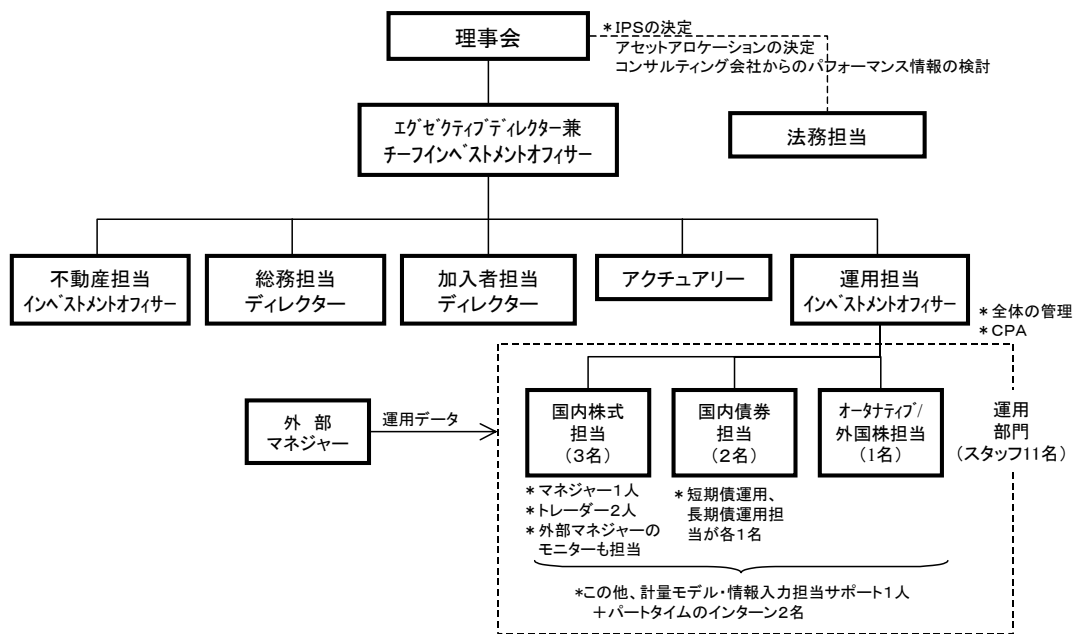 理事会
＊IPSの決定
アセットアロケーションの決定
コンサルティング会社からのパフォーマンス情報の検討
法務担当
ｴｸﾞｾﾞｸﾃｨﾌﾞﾃﾞｨﾚｸﾀｰ兼
ﾁｰﾌｲﾝﾍﾞｽﾄﾒﾝﾄｵﾌｨｻｰ
不動産担当
ｲﾝﾍﾞｽﾄﾒﾝﾄｵﾌｨｻｰ
総務担当
ディレクター
加入者担当
ディレクター
アクチュアリー
運用担当
ｲﾝﾍﾞｽﾄﾒﾝﾄｵﾌｨｻｰ
＊全体の管理
＊CPA
外 部
マネジャー
運用データ
国内株式
担当
（３名）
＊マネジャー１人
＊トレーダー２人
＊外部マネジャーの
モニターも担当
国内債券
担当
（２名）
＊短期債運用、
長期債運用担
当が各１名
ｵｰﾀﾅﾃｨﾌﾞ/
外国株担当
（1名）
運用
部門
（スタッフ11名）
＊この他、計量モデル・情報入力担当サポート１人
＋パートタイムのインターン２名